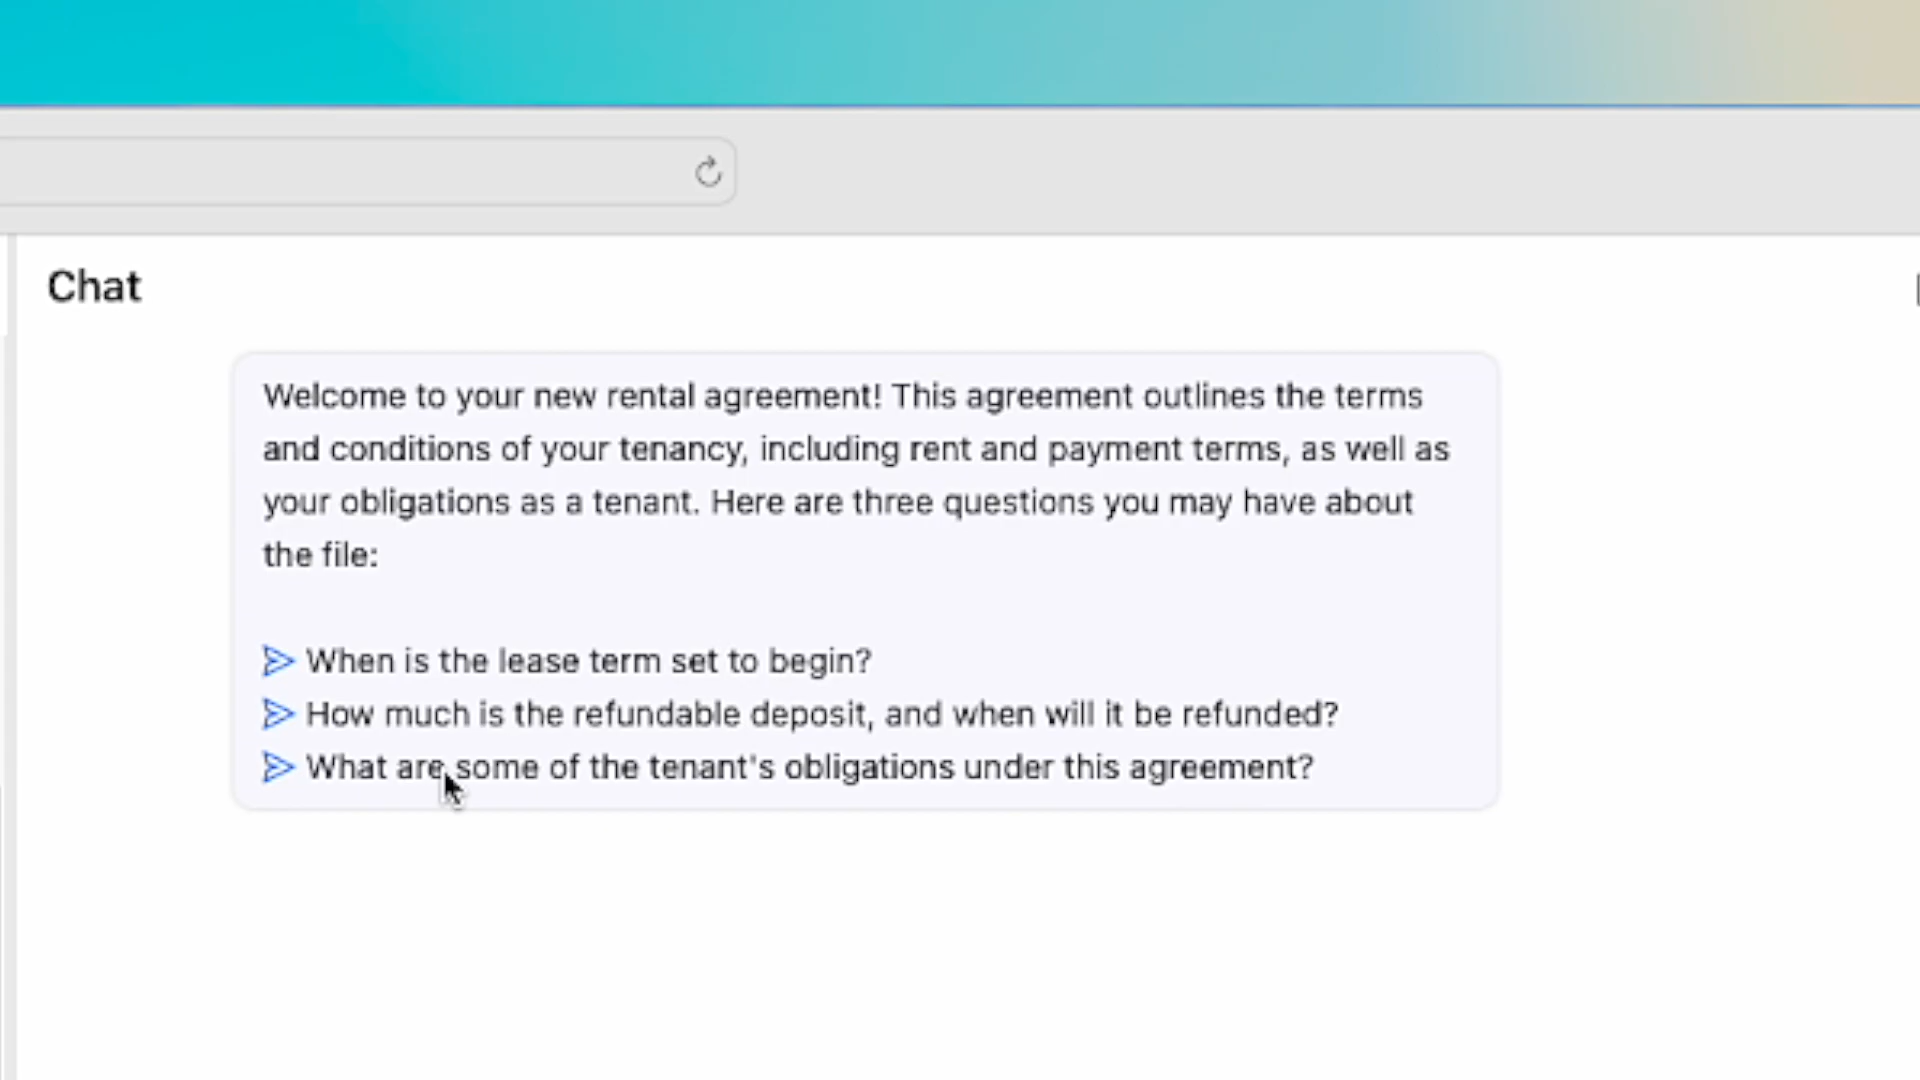 Chat
Welcome to your new rental agreement! This agreement outlines the terms
and conditions of your tenancy, including rent and payment terms, as well as
your obligations as a tenant. Here are three questions you may have about
the file:
When is the lease term set to begin?
How much is the refundable deposit, and when will it be refunded?
What are some of the tenant's obligations under this agreement?